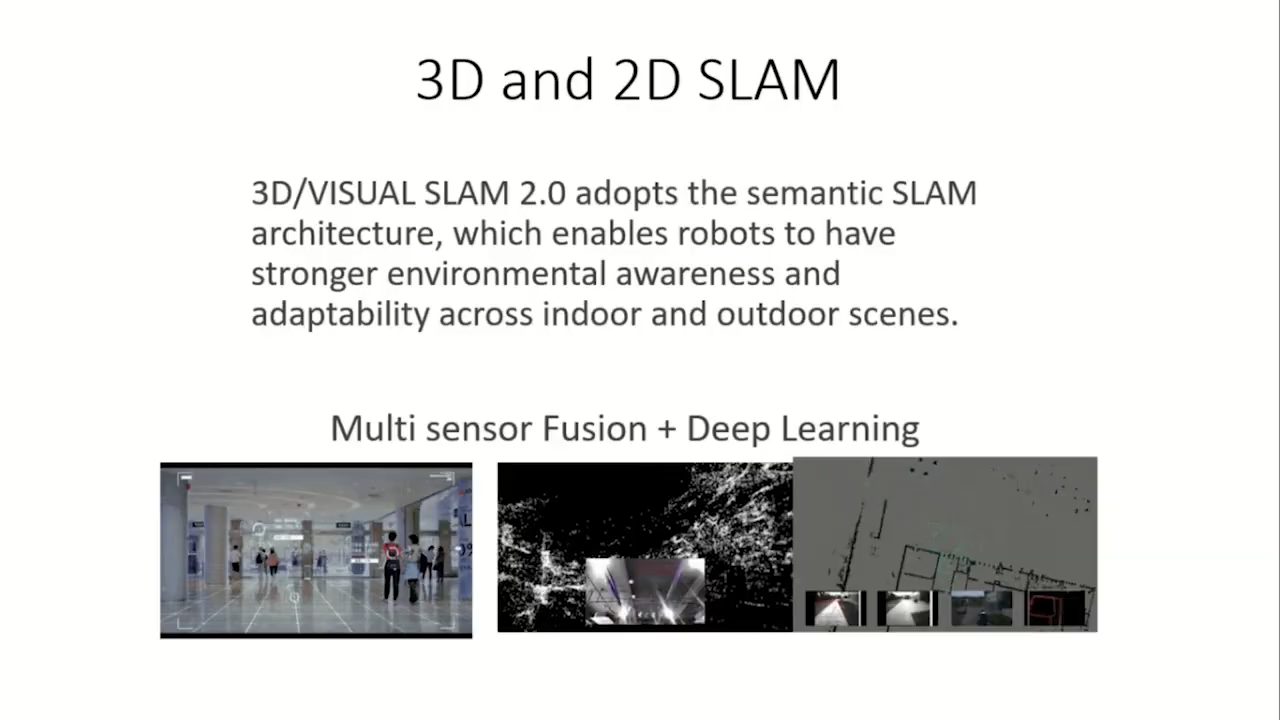 3D and 2D SLAM
3D/VISUAL SLAM 2.0 adopts the semantic SLAM
architecture, which enables robots to have
stronger environmental awareness and
adaptability across indoor and outdoor scenes.
Multi sensor Fusion + Deep Learning